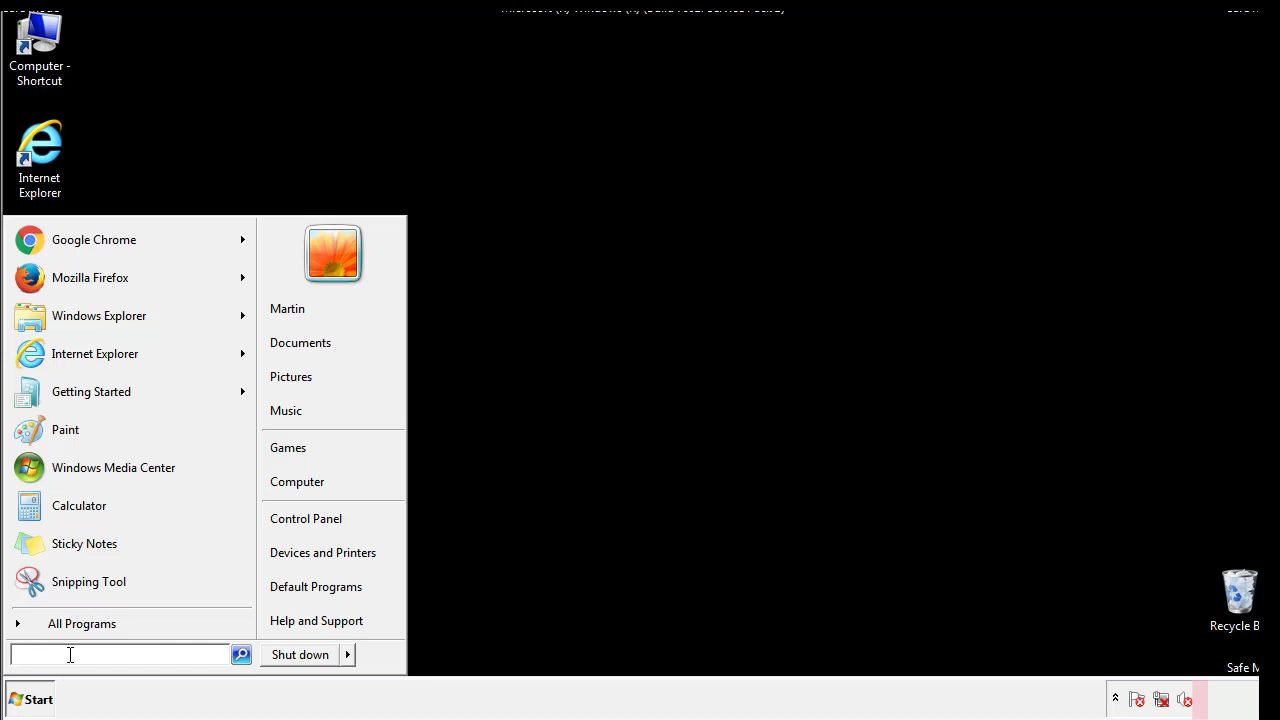 Computer -
Shortcut
Internet
Explorer
Google Chrome
Mozilla Firefox
Windows Explorer
Internet Explorer
Getting Started
Paint
Windows Media Center
Calculator
Sticky Notes
Snipping Tool
All Programs
Martin
Documents
Pictures
Music
Games
Computer
Control Panel
Devices and Printers
Default Programs
Help and Support
Shut down
Recycle B
Safe M
Start